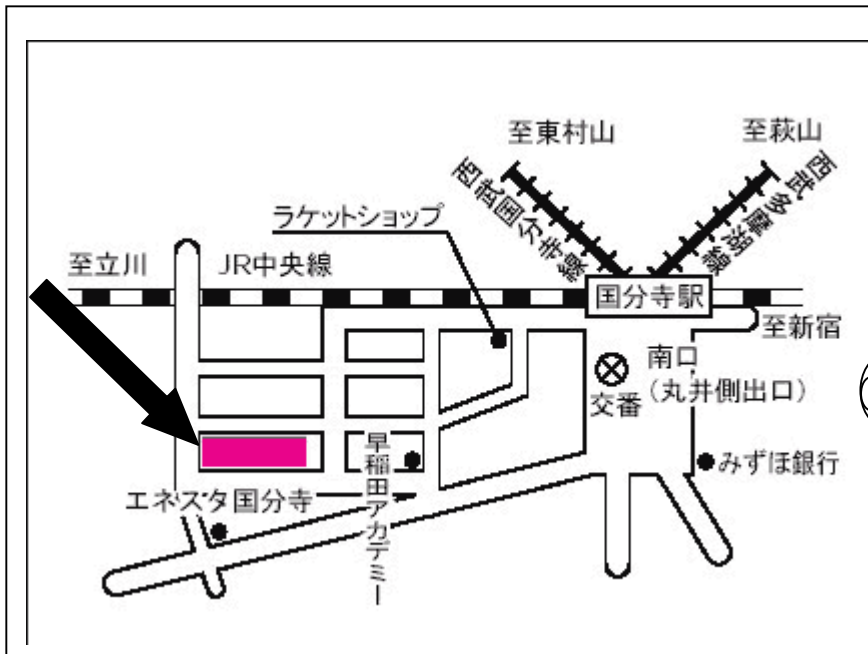 至東村山
至萩山
西武国分寺線
西武多摩湖線
ラケットショップ
至立川
JR中央線
国分寺駅
至新宿
南口
(丸井側出口)
交番
早稲田アカデミー
みずほ銀行
エネスタ国分寺